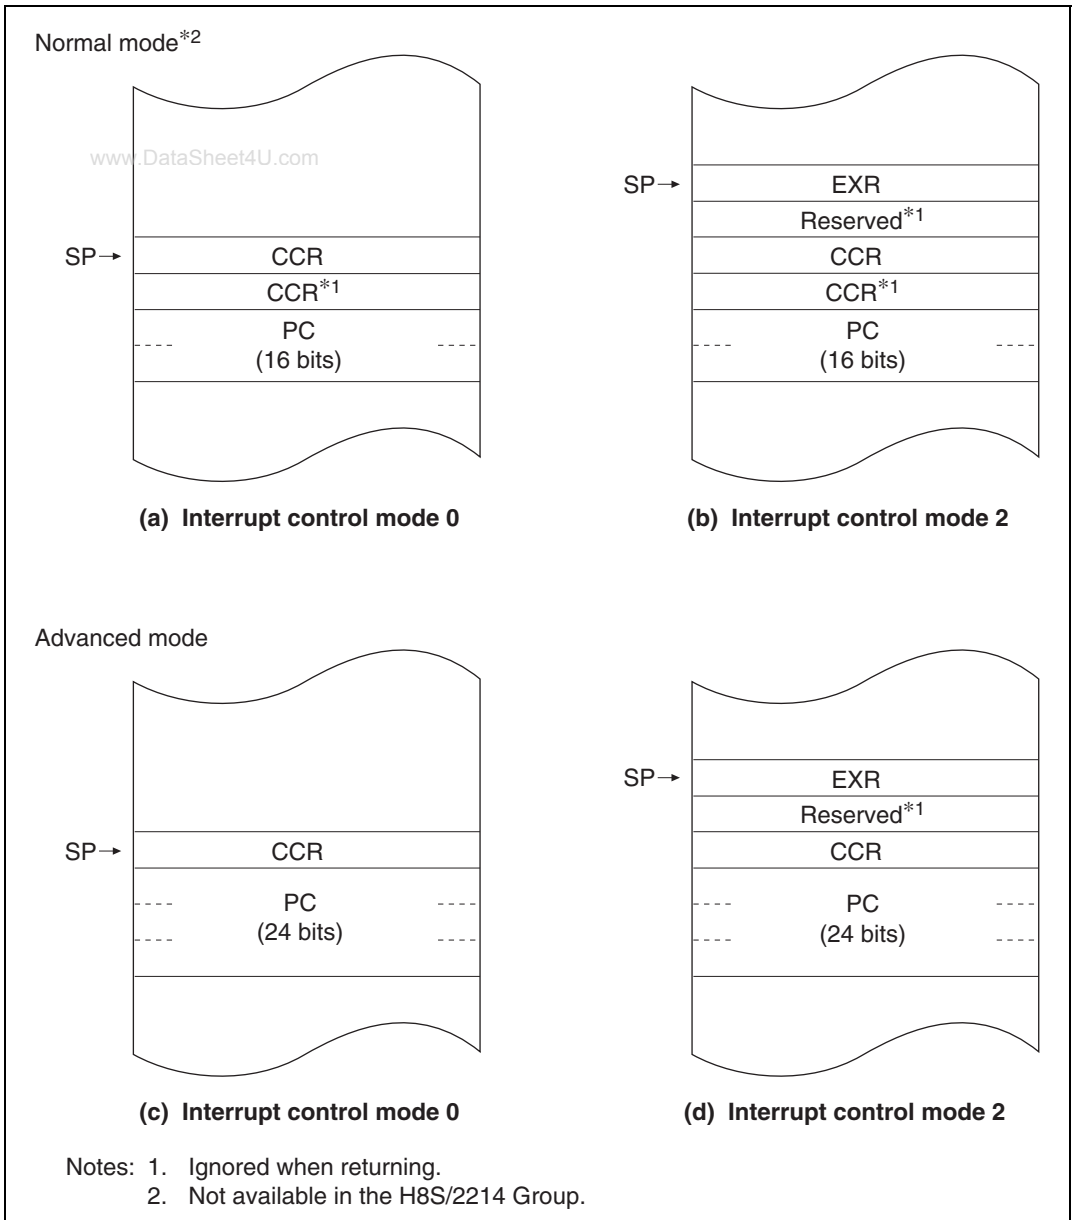 Normal mode*2
www.DataSheet4U.com
SP→ CCR
CCR*1
PC
(16 bits)
(a) Interrupt control mode 0
SP→ EXR
Reserved*1
CCR
CCR*1
PC
(16 bits)
(b) Interrupt control mode 2
Advanced mode
SP→ CCR
PC
(24 bits)
(c) Interrupt control mode 0
SP→ EXR
Reserved*1
CCR
PC
(24 bits)
(d) Interrupt control mode 2
Notes: 1. Ignored when returning.
2. Not available in the H8S/2214 Group.